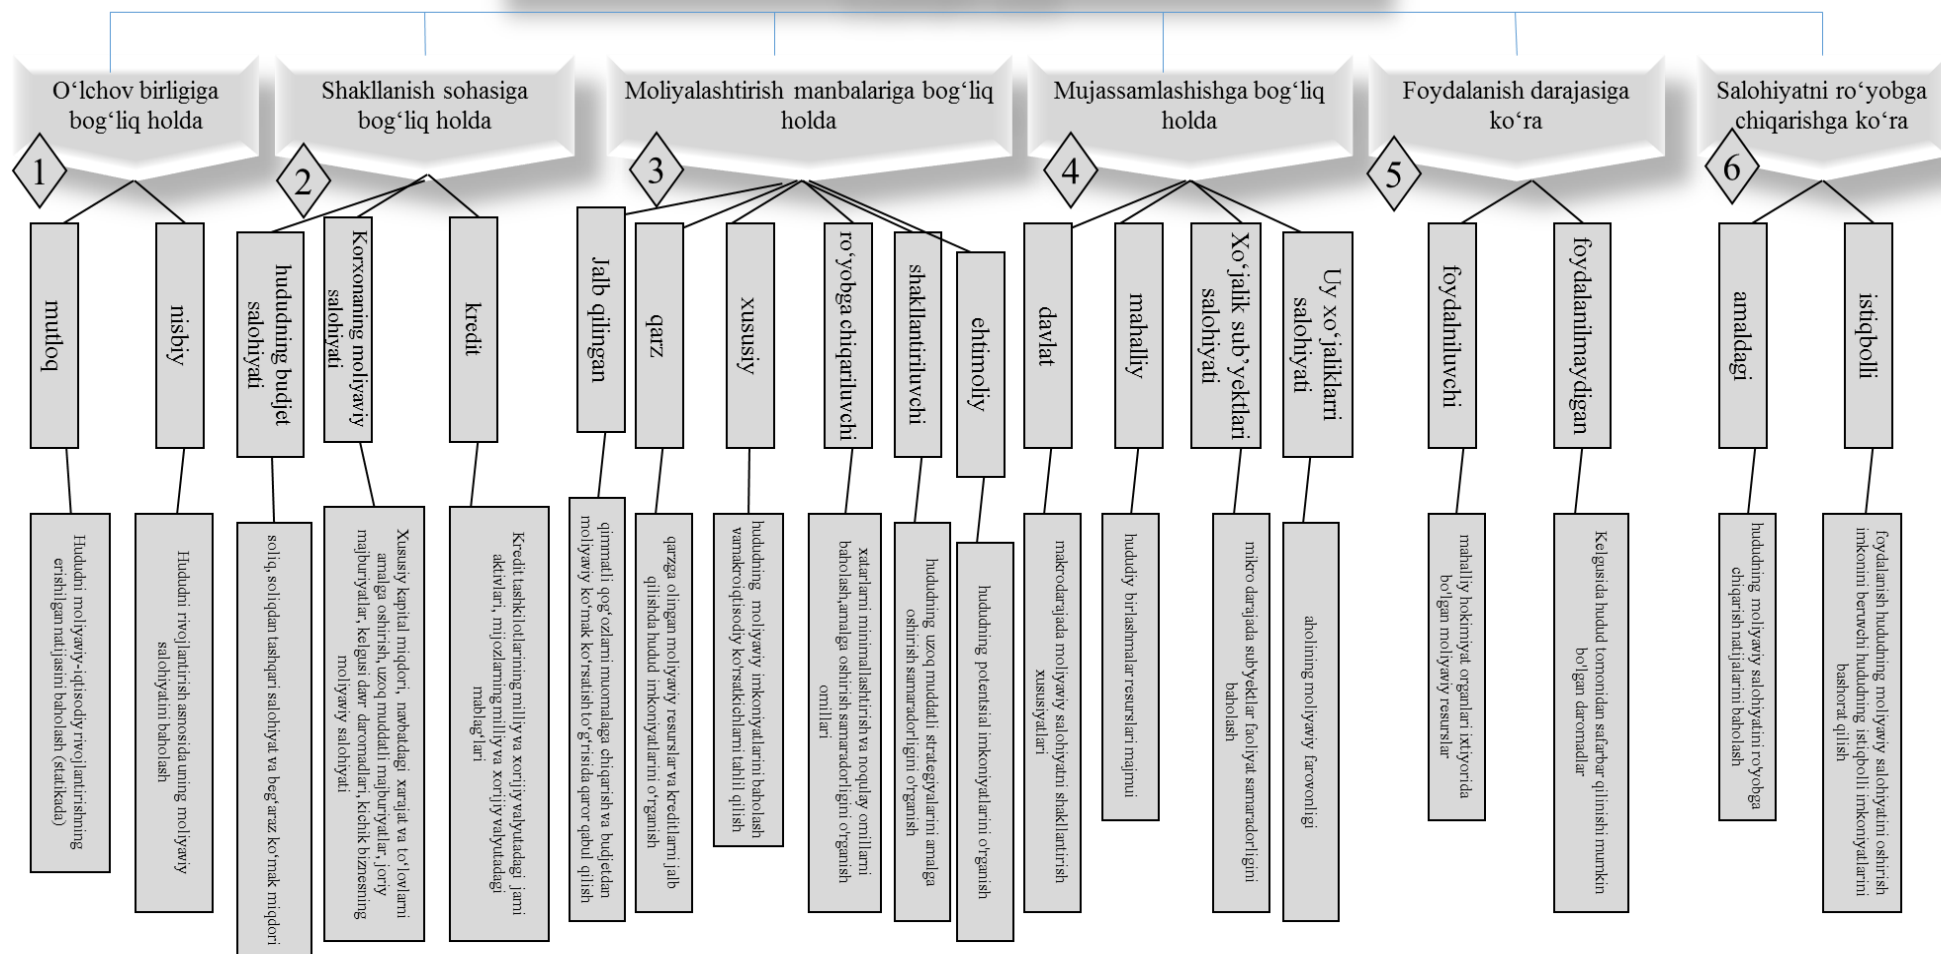 O‘lchov birligiga
bog‘liq holda
Shakllanish sohasiga
bog‘liq holda
Moliyalashtirish manbalariga bog‘liq
holda
Mujassamlashishga bog‘liq
holda
Foydalanish darajasiga
ko‘ra
Salohiyatni ro‘yobga
chiqarishga ko‘ra
1
2
3
4
5
6
mutloq
nisbiy
hududning budjet
salohiyati
Korxonaning moliyaviy
salohiyati
kredit
Jalb qilingan
qarz
xususiy
ro‘yobga chiqariluvchi
shakllantiriluvchi
ehtimoliy
davlat
mahalliy
Xo‘jalik sub’yektlari
salohiyati
Uy xo‘jaliklarri
salohiyati
foydalniluvchi
foydalanilmaydigan
amaldagi
istiqbolli
Hududni moliyaviy-iqtisodiy rivojlantirishning
erishilgan natijasini baholash (statikada)
Hududni rivojlantirish asnosida uning moliyaviy
salohiyatini baholash
soliq, soliqdan tashqari salohiyat va beg‘araz ko‘mak miqdori
Xususiy kapital miqdori, navbatdagi xarajat va to‘lovlarni
amalga oshirish, uzoq muddatli majburiyatlar, joriy
majburiyatlar, kelgusi davr daromadlari, kichik biznesning
moliyaviy salohiyati
Kredit tashkilotlarining milliy va xorijiy valyutadagi jami
aktivlari, mijozlarning milliy va xorijiy valyutadagi
mablag‘lari
qimmatli qog‘ozlarni muomalaga chiqarish va budjetdan
moliyaviy ko‘mak ko‘rsatish to‘g‘risida qaror qabul qilish
qarzga olingan moliyaviy resurslar va kreditlarni jalb
qilishda hudud imkoniyatlarini o‘rganish
hududning moliyaviy imkoniyatlarini baholash
va makroiqtisodiy ko‘rsatkichlarni tahlil qilish
xatarlarni minimallashtirish va noqulay omillarni
baholash, amalga oshirish samaradorligini o'rganish
omillari
hududning uzoq muddatli strategiyalarini amalga
oshirish samaradorligini o'rganish
hududning potentsial imkoniyatlarini o'rganish
makrodarajada moliyaviy salohiyatni shakllantirish
xususiyatlari
hududiy birlashmalar resurslari majmui
mikro darajada sub'yektlar faoliyat samaradorligini
baholash
aholining moliyaviy farovonligi
mahalliy hokimiyat organlari ixtiyorida
bo'lgan moliyaviy resurslar
Kelgusida hudud tomonidan safarbar qilinishi mumkin
bo'lgan daromadlar
hududning moliyaviy salohiyatini ro'yobga
chiqarish natijalarini baholash
foydalanish hududning moliyaviy salohiyatini oshirish
imkonini beruvchi hududning istiqbolli imkoniyatlarini
bashorat qilish